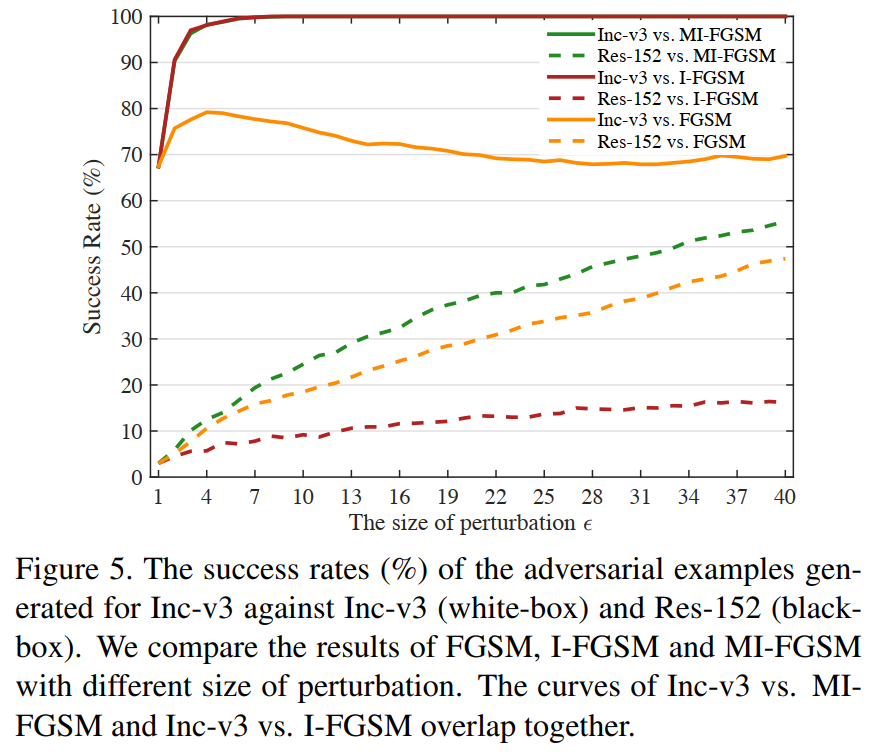 100
90
80
70
60
50
40
30
20
10
0
Success Rate (%)
Inc-v3 vs. MI-FGSM
Res-152 vs. MI-FGSM
Inc-v3 vs. I-FGSM
Res-152 vs. I-FGSM
Inc-v3 vs. FGSM
Res-152 vs. FGSM
1 4 7 10 13 16 19 22 25 28 31 34 37 40
The size of perturbation ϵ
Figure 5. The success rates (%) of the adversarial examples gen-
erated for Inc-v3 against Inc-v3 (white-box) and Res-152 (black-
box). We compare the results of FGSM, I-FGSM and MI-FGSM
with different size of perturbation. The curves of Inc-v3 vs. MI-
FGSM and Inc-v3 vs. I-FGSM overlap together.